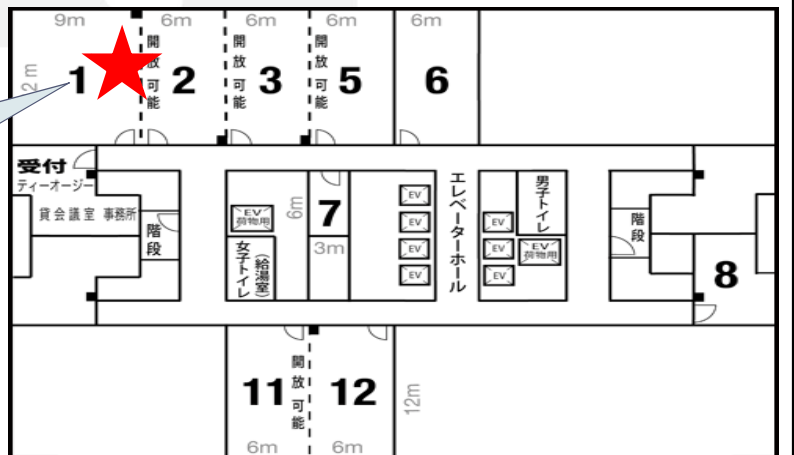 9m
6m
6m
6m
6m
2 m
1
開放可能
2
開放可能
3
開放可能
5
6
受付
ティーオージー
貸会議室 事務所
階段
EV
荷物用
女子トイレ
(給湯室)
6m
7
3m
EV
EV
EV
EV
エレベーターホール
EV
EV
EV
男子トイレ
EV
荷物用
階段
8
11
開放可能
12
12m
6m
6m